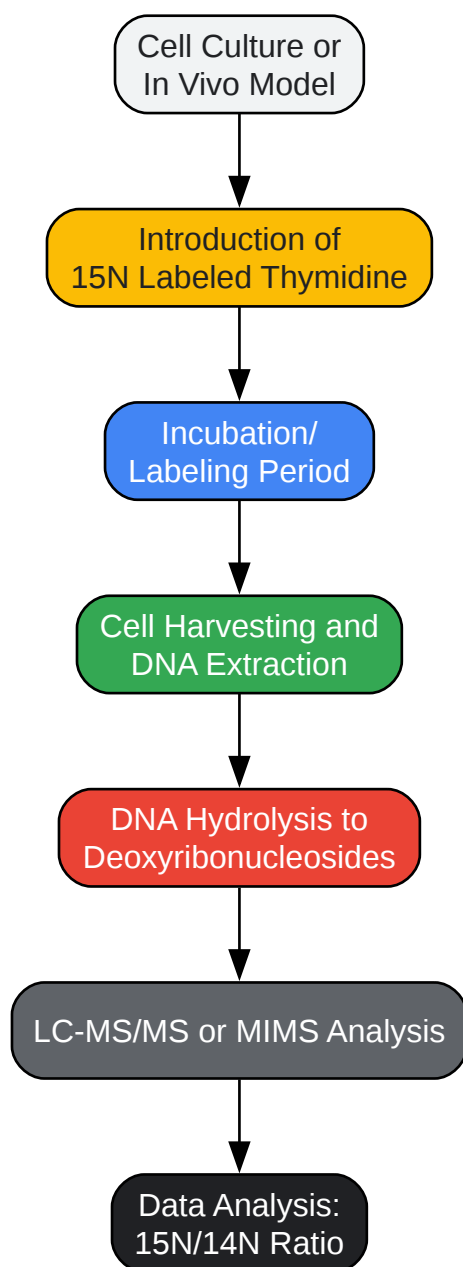 Cell Culture or
In Vivo Model
Introduction of
15N Labeled Thymidine
Incubation/
Labeling Period
Cell Harvesting and
DNA Extraction
DNA Hydrolysis to
Deoxyribonucleosides
LC-MS/MS or MIMS Analysis
Data Analysis:
15N/14N Ratio